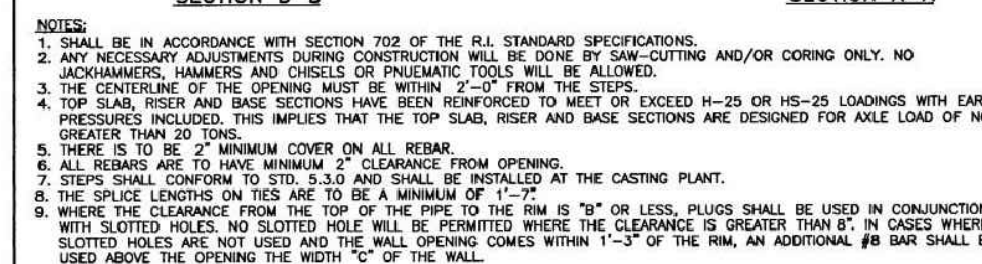 SECTION B-B
SECTION A-A
NOTES:
1. SHALL BE IN ACCORDANCE WITH SECTION 702 OF THE R.I. STANDARD SPECIFICATIONS.
2. ANY NECESSARY ADJUSTMENTS DURING CONSTRUCTION WILL BE DONE BY SAW-CUTTING AND/OR CORING ONLY. NO
JACKHAMMERS, HAMMERS AND CHISELS OR PNUEMATIC TOOLS WILL BE ALLOWED.
3. THE CENTERLINE OF THE OPENING MUST BE WITHIN 2'-0" FROM THE STEPS.
4. TOP SLAB, RISER AND BASE SECTIONS HAVE BEEN REINFORCED TO MEET OR EXCEED H-25 OR HS-25 LOADINGS WITH EAR
PRESSURES INCLUDED. THIS IMPLIES THAT THE TOP SLAB, RISER AND BASE SECTIONS ARE DESIGNED FOR AXLE LOAD OF NO
GREATER THAN 20 TONS.
5. THERE IS TO BE 2" MINIMUM COVER ON ALL REBAR.
6. ALL REBARS ARE TO HAVE MINIMUM 2" CLEARANCE FROM OPENING.
7. STEPS SHALL CONFORM TO STD. 5.3.0 AND SHALL BE INSTALLED AT THE CASTING PLANT.
8. THE SPLICE LENGTHS ON TIES ARE TO BE A MINIMUM OF 1'-7".
9. WHERE THE CLEARANCE FROM THE TOP OF THE PIPE TO THE RIM IS "B" OR LESS, PLUGS SHALL BE USED IN CONJUNCTION
WITH SLOTTED HOLES. NO SLOTTED HOLE WILL BE PERMITTED WHERE THE CLEARANCE IS GREATER THAN 8". IN CASES WHERE
SLOTTED HOLES ARE NOT USED AND THE WALL OPENING COMES WITHIN 1'-3" OF THE RIM, AN ADDITIONAL #8 BAR SHALL B
USED ABOVE THE OPENING THE WIDTH "C" OF THE WALL.